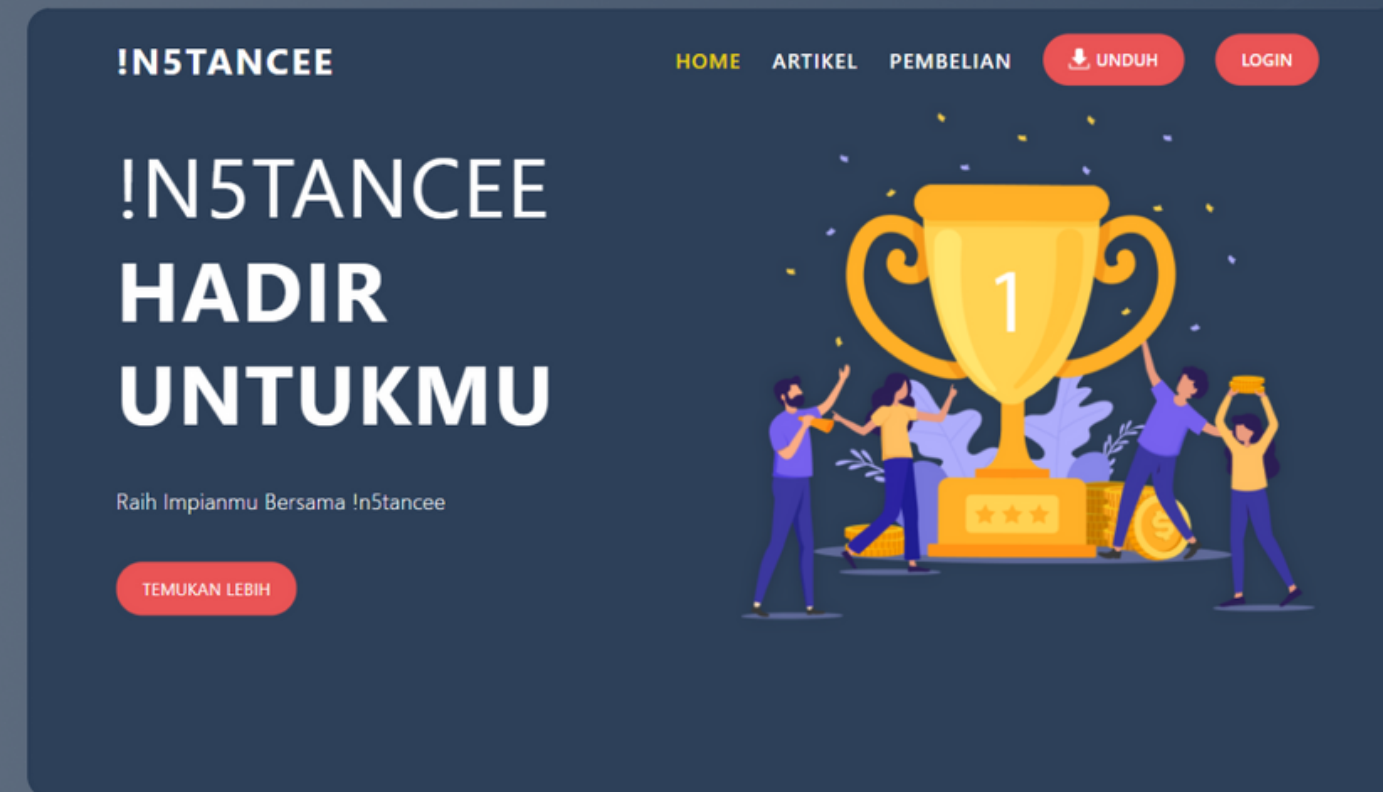 !N5TANCEE
HOME ARTIKEL PEMBELIAN UNDUH LOGIN
!N5TANCEE
HADIR
UNTUKMU
1
Raih Impianmu Bersama !n5tancee
$
TEMUKAN LEBIH